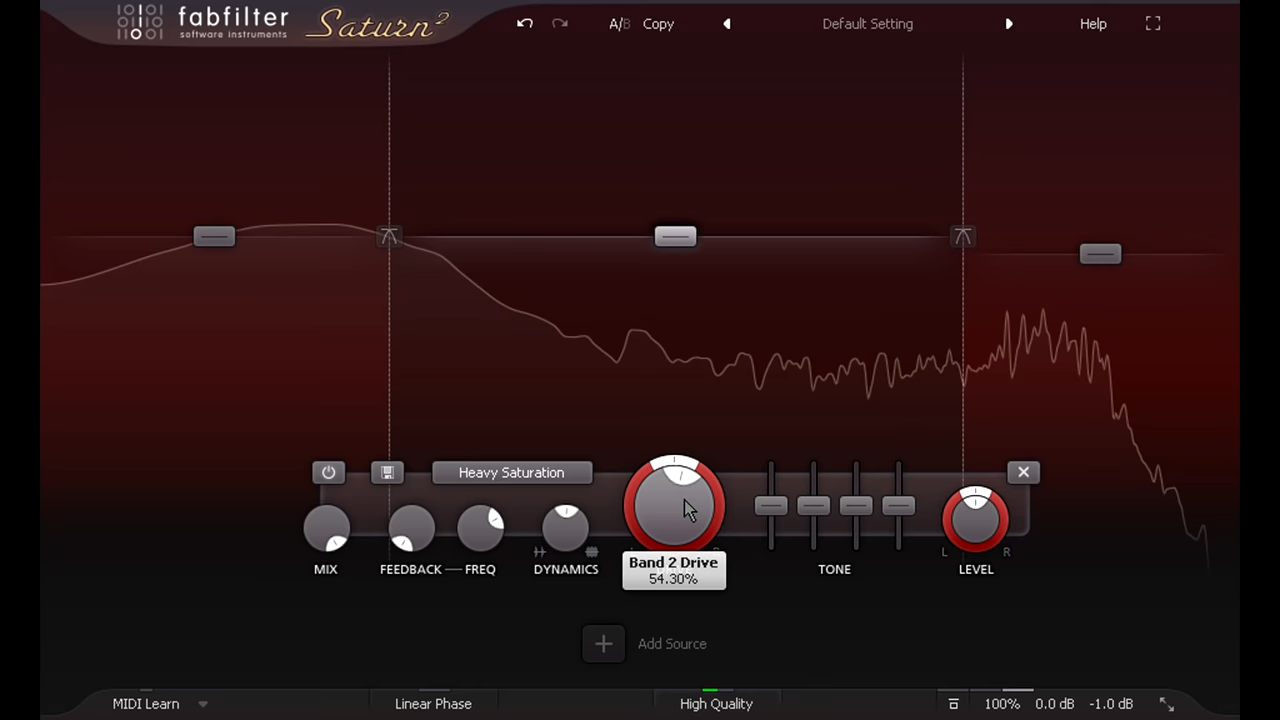 fabfilter
software instruments
Saturn 2
A/B
Copy
Default Setting
Help
Heavy Saturation
L
R
MIX
FEEDBACK
FREQ
DYNAMICS
Band 2 Drive
54.30%
TONE
LEVEL
Add Source
MIDI Learn
Linear Phase
High Quality
100%
0.0 dB
-1.0 dB